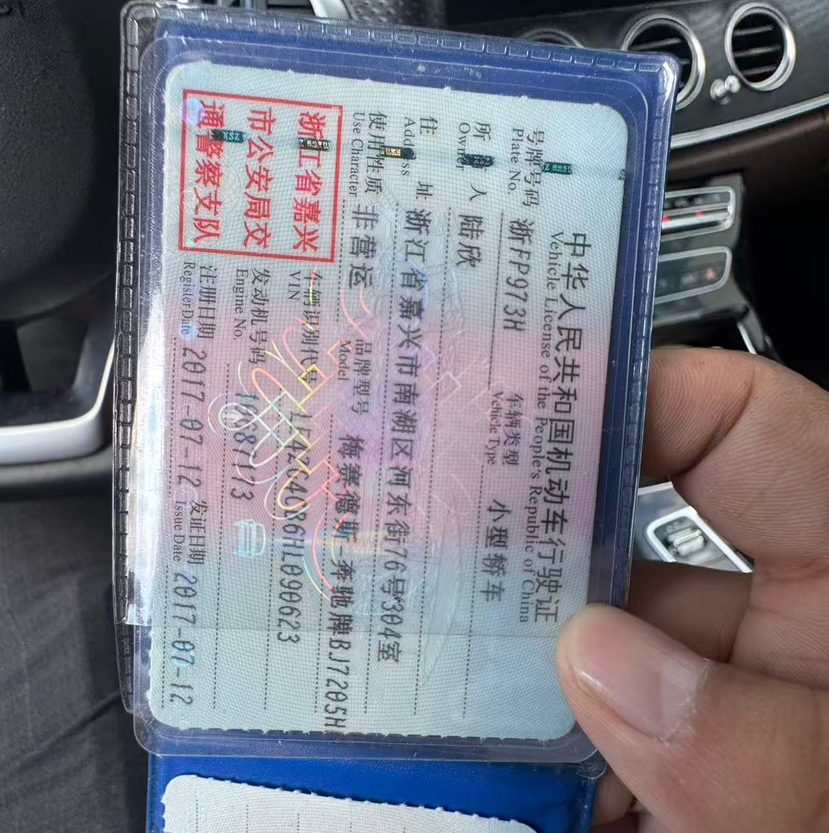 中华人民共和国机动车行驶证
Vehicle License of the People's Republic of China
号牌号码 浙FP973H 车辆类型 小型轿车
Plate No. Vehicle Type
所 有 人 陆欣
Owner
住 址 浙江省嘉兴市南湖区河东街76号304室
Address
使用性质 非营运 品牌型号 梅赛德斯-奔驰牌BJ7205H
Use Character Model
浙江省嘉兴
市公安局交
通警察支队
车辆识别代号
VIN
发动机号码
Engine No.
注册日期 2017-07-12 发证日期 2017-07-12
Register Date Issue Date